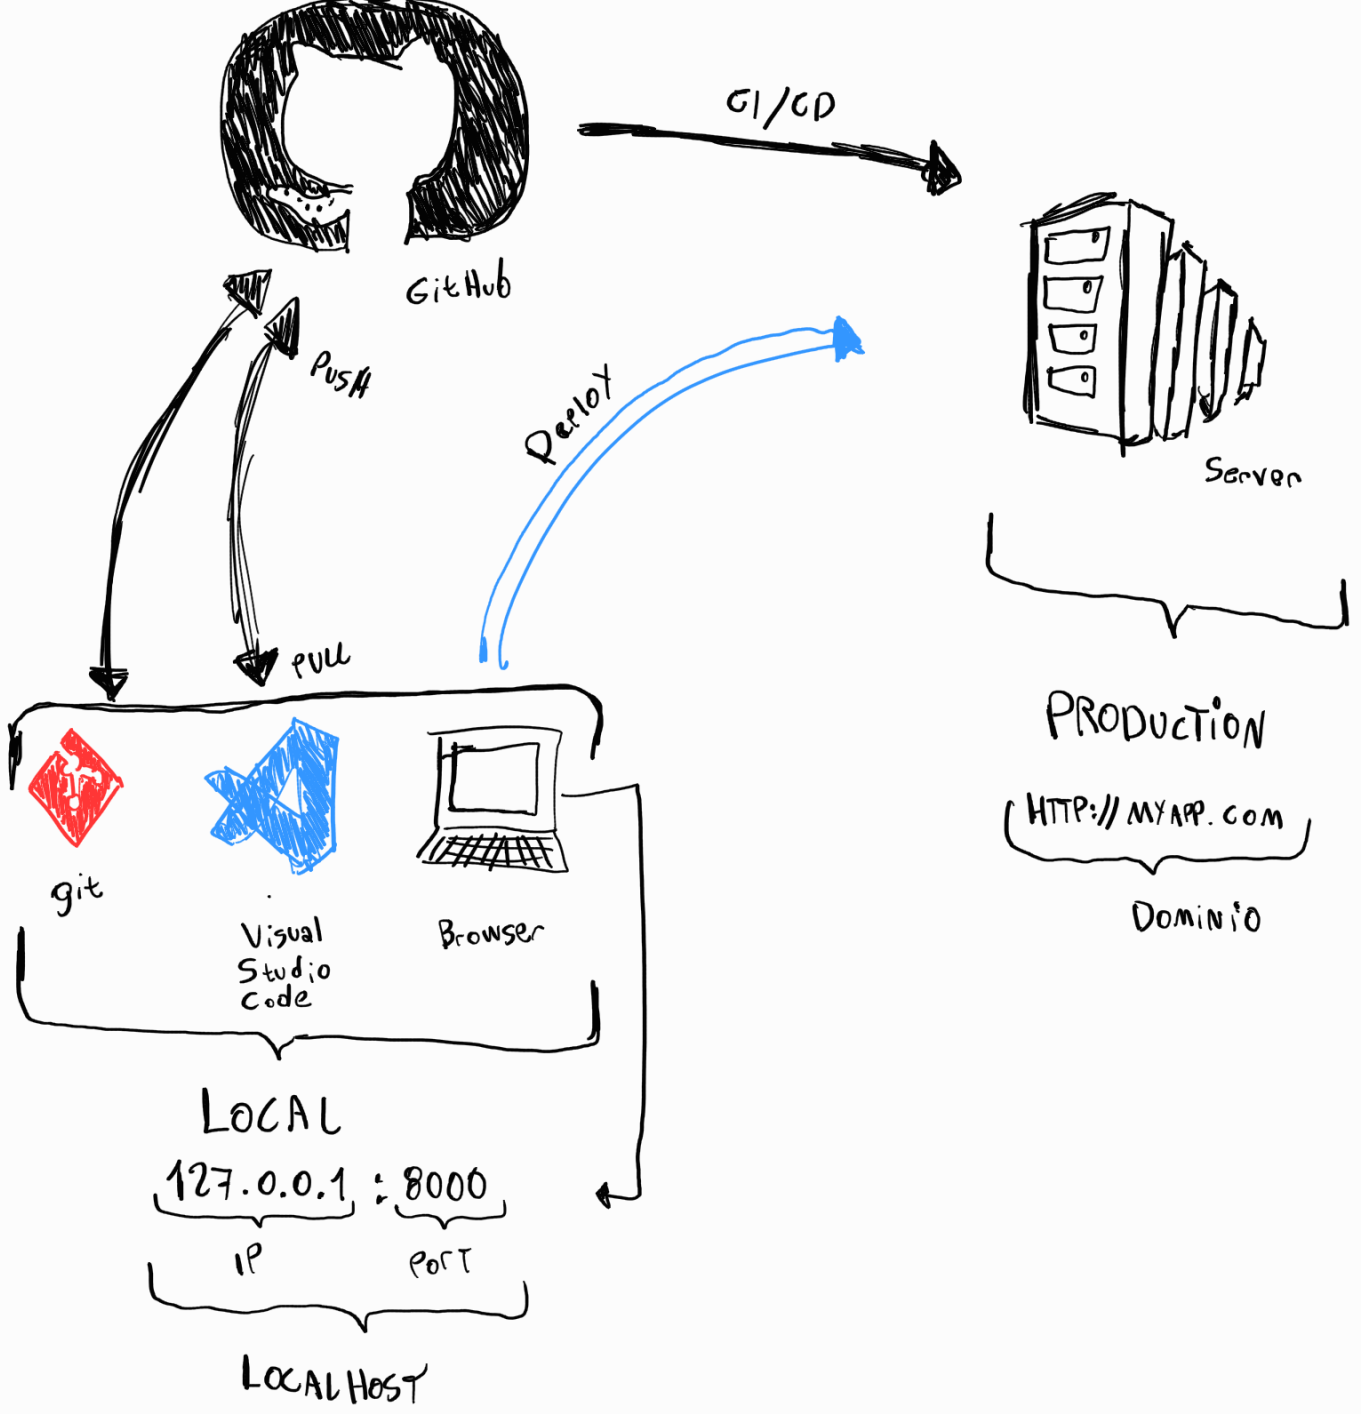 CI/CD
GitHub
PUSH
Deploy
Server
PULL
PRODUCTiON
HTTP://MYAPP.COM
git
Visual
Studio
Code
Browser
DOMINiO
LOCAL
127.0.0.1 : 8000
IP
PORT
LOCALHOST